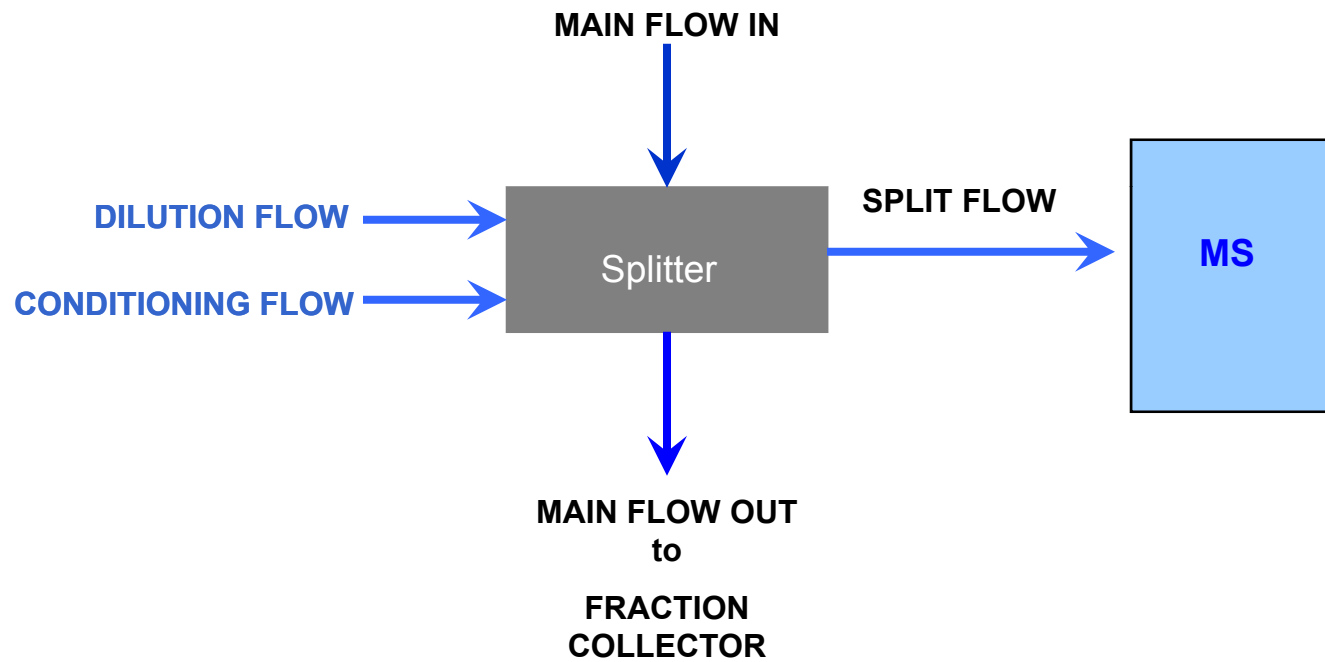 MAIN FLOW IN
DILUTION FLOW
CONDITIONING FLOW
Splitter
SPLIT FLOW
MS
MAIN FLOW OUT
to
FRACTION
COLLECTOR